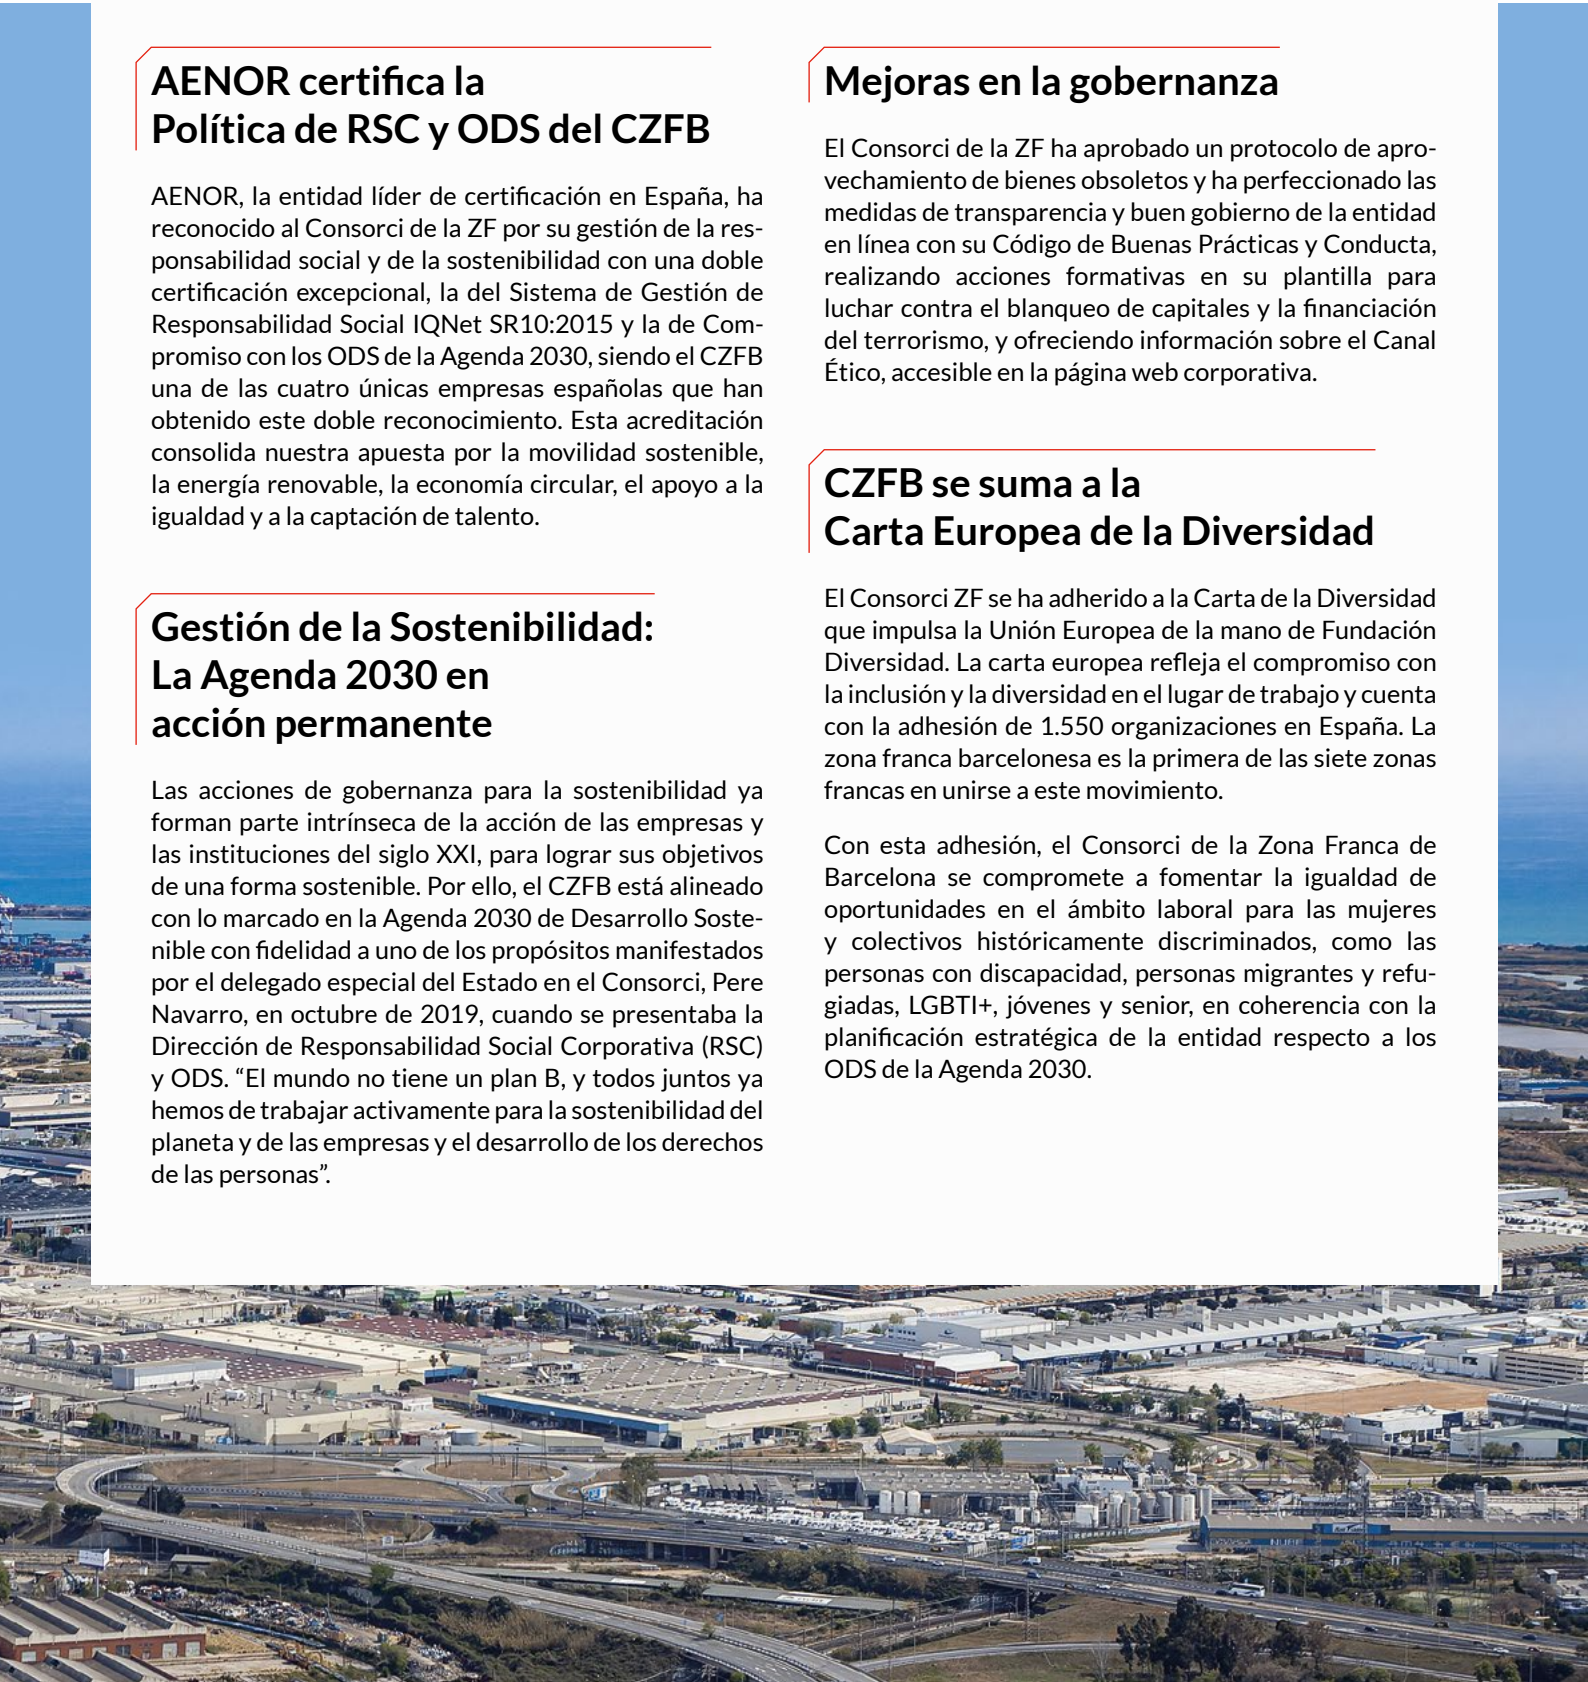 AENOR certifica la
Política de RSC y ODS del CZFB
AENOR, la entidad líder de certificación en España, ha
reconocido al Consorci de la ZF por su gestión de la res-
ponsabilidad social y de la sostenibilidad con una doble
certificación excepcional, la del Sistema de Gestión de
Responsabilidad Social IQNet SR10:2015 y la de Com-
promiso con los ODS de la Agenda 2030, siendo el CZFB
una de las cuatro únicas empresas españolas que han
obtenido este doble reconocimiento. Esta acreditación
consolida nuestra apuesta por la movilidad sostenible,
la energía renovable, la economía circular, el apoyo a la
igualdad y a la captación de talento.
Gestión de la Sostenibilidad:
La Agenda 2030 en
acción permanente
Las acciones de gobernanza para la sostenibilidad ya
forman parte intrínseca de la acción de las empresas y
las instituciones del siglo XXI, para lograr sus objetivos
de una forma sostenible. Por ello, el CZFB está alineado
con lo marcado en la Agenda 2030 de Desarrollo Soste-
nible con fidelidad a uno de los propósitos manifestados
por el delegado especial del Estado en el Consorci, Pere
Navarro, en octubre de 2019, cuando se presentaba la
Dirección de Responsabilidad Social Corporativa (RSC)
y ODS. “El mundo no tiene un plan B, y todos juntos ya
hemos de trabajar activamente para la sostenibilidad del
planeta y de las empresas y el desarrollo de los derechos
de las personas”.
Mejoras en la gobernanza
El Consorci de la ZF ha aprobado un protocolo de apro-
vechamiento de bienes obsoletos y ha perfeccionado las
medidas de transparencia y buen gobierno de la entidad
en línea con su Código de Buenas Prácticas y Conducta,
realizando acciones formativas en su plantilla para
luchar contra el blanqueo de capitales y la financiación
del terrorismo, y ofreciendo información sobre el Canal
Ético, accesible en la página web corporativa.
CZFB se suma a la
Carta Europea de la Diversidad
El Consorci ZF se ha adherido a la Carta de la Diversidad
que impulsa la Unión Europea de la mano de Fundación
Diversidad. La carta europea refleja el compromiso con
la inclusión y la diversidad en el lugar de trabajo y cuenta
con la adhesión de 1.550 organizaciones en España. La
zona franca barcelonesa es la primera de las siete zonas
francas en unirse a este movimiento.
Con esta adhesión, el Consorci de la Zona Franca de
Barcelona se compromete a fomentar la igualdad de
oportunidades en el ámbito laboral para las mujeres
y colectivos históricamente discriminados, como las
personas con discapacidad, personas migrantes y refu-
giadas, LGBTI+, jóvenes y senior, en coherencia con la
planificación estratégica de la entidad respecto a los
ODS de la Agenda 2030.